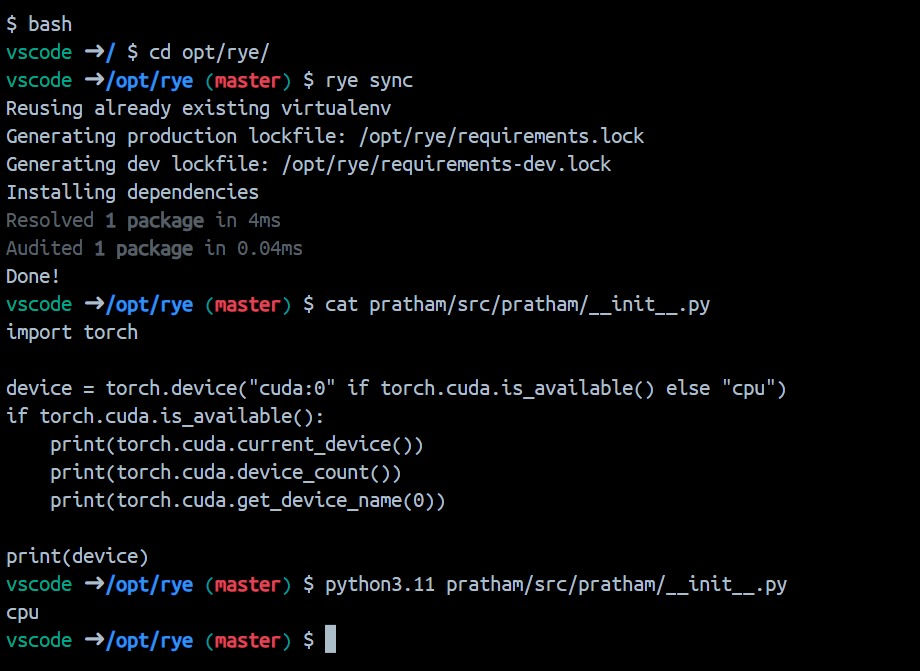 $ bash
vscode ➜/ $ cd opt/rye/
vscode ➜/opt/rye (master) $ rye sync
Reusing already existing virtualenv
Generating production lockfile: /opt/rye/requirements.lock
Generating dev lockfile: /opt/rye/requirements-dev.lock
Installing dependencies
Resolved 1 package in 4ms
Audited 1 package in 0.04ms
Done!
vscode ➜/opt/rye (master) $ cat pratham/src/pratham/__init__.py
import torch

device = torch.device("cuda:0" if torch.cuda.is_available() else "cpu")
if torch.cuda.is_available():
    print(torch.cuda.current_device())
    print(torch.cuda.device_count())
    print(torch.cuda.get_device_name(0))

print(device)
vscode ➜/opt/rye (master) $ python3.11 pratham/src/pratham/__init__.py
cpu
vscode ➜/opt/rye (master) $